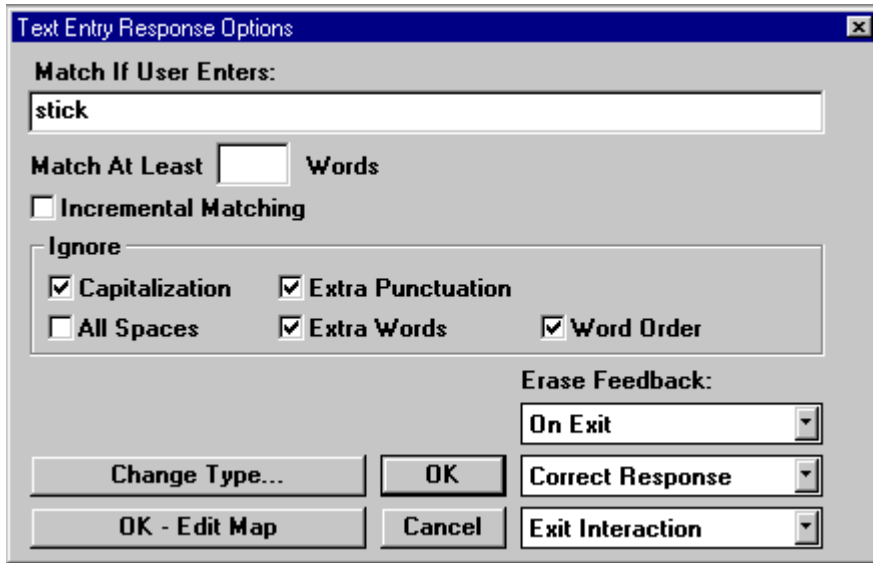 Text Entry Response Options
Match If User Enters:
stick
Match At Least Words
Incremental Matching
Ignore
Capitalization Extra Punctuation
All Spaces Extra Words Word Order
Erase Feedback:
On Exit
Change Type... OK Correct Response
OK - Edit Map Cancel Exit Interaction